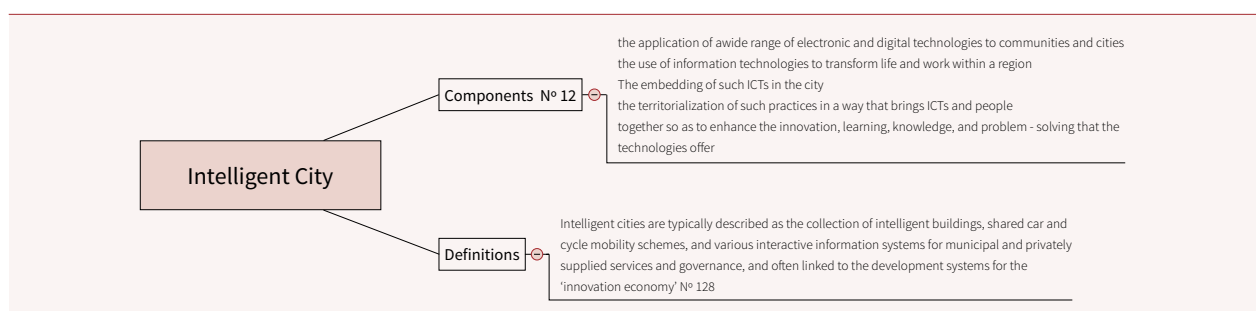 the application of awide range of electronic and digital technologies to communities and cities
the use of information technologies to transform life and work within a region
The embedding of such ICTs in the city
the territorialization of such practices in a way that brings ICTs and people
together so as to enhance the innovation, learning, knowledge, and problem - solving that the
technologies offer
Components Nº 12
Intelligent City
Intelligent cities are typically described as the collection of intelligent buildings, shared car and
cycle mobility schemes, and various interactive information systems for municipal and privately
supplied services and governance, and often linked to the development systems for the
‘innovation economy’ Nº 128
Definitions